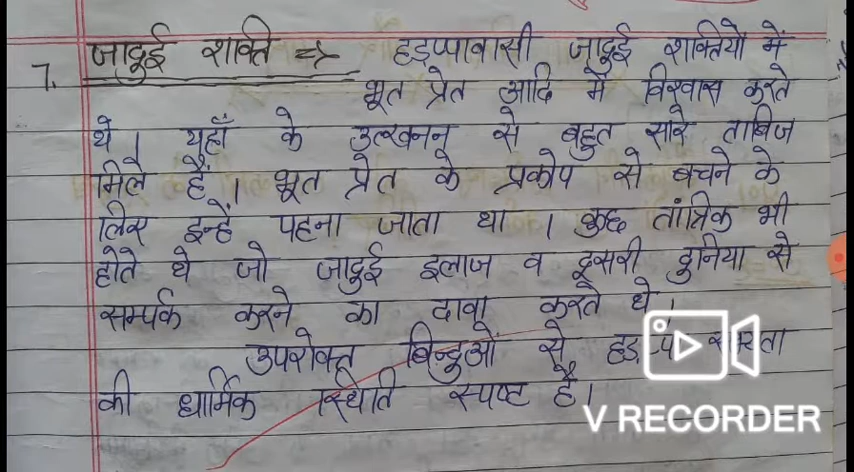 7. जादुई शक्ति => हड़प्पावासी जादुई शक्तियों में
भूत प्रेत आदि में विश्वास करते
थे। यहाँ के उत्खनन से बहुत सारे ताबिज
मिले हैं। भूत प्रेत के प्रकोप से बचने के
लिए इन्हें पहना जाता था। कुछ तांत्रिक भी
होते थे जो जादुई इलाज व दूसरी दुनिया से
सम्पर्क करने का दावा करते थे।
उपरोक्त बिन्दुओं से
की धार्मिक स्थिति स्पष्ट है।
V RECORDER